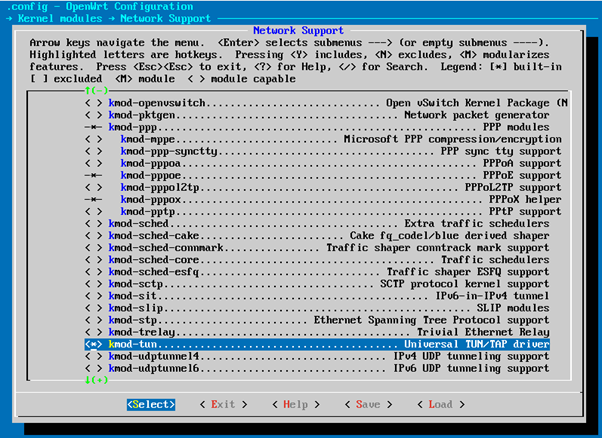 .config - OpenWrt Configuration
→ Kernel modules → Network Support
Network Support
Arrow keys navigate the menu.  <Enter> selects submenus ---> (or empty submenus ----).
Highlighted letters are hotkeys.  Pressing <Y> includes, <N> excludes, <M> modularizes
features.  Press <Esc><Esc> to exit, <?> for Help, </> for Search.  Legend: [*] built-in
[ ] excluded  <M> module  < > module capable
↑(-)
< > kmod-openvswitch............................ Open vSwitch Kernel Package (N
< > kmod-pktgen.................................... Network packet generator
-*- kmod-ppp................................................... PPP modules
< >   kmod-mppe......................... Microsoft PPP compression/encryption
< >   kmod-ppp-synctty..................................... PPP sync tty support
< >   kmod-pppoa............................................... PPPoA support
-*-   kmod-pppoe............................................... PPPoE support
< >   kmod-pppol2tp.......................................... PPPoL2TP support
-*-   kmod-pppox................................................ PPPoX helper
< >   kmod-pptp................................................. PPtP support
< > kmod-sched........................................ Extra traffic schedulers
< > kmod-sched-cake........................... Cake fq_codel/blue derived shaper
< > kmod-sched-connmark................... Traffic shaper conntrack mark support
< > kmod-sched-core......................................... Traffic schedulers
< > kmod-sched-esfq............................... Traffic shaper ESFQ support
< > kmod-sctp..................................... SCTP protocol kernel support
< > kmod-sit............................................... IPv6-in-IPv4 tunnel
< > kmod-slip.................................................... SLIP modules
< > kmod-stp......................... Ethernet Spanning Tree Protocol support
< > kmod-trelay........................................ Trivial Ethernet Relay
<*> kmod-tun....................................... Universal TUN/TAP driver
< > kmod-udptunnel4................................ IPv4 UDP tunneling support
< > kmod-udptunnel6................................ IPv6 UDP tunneling support
↓(+)
<Select>    < Exit >    < Help >    < Save >    < Load >